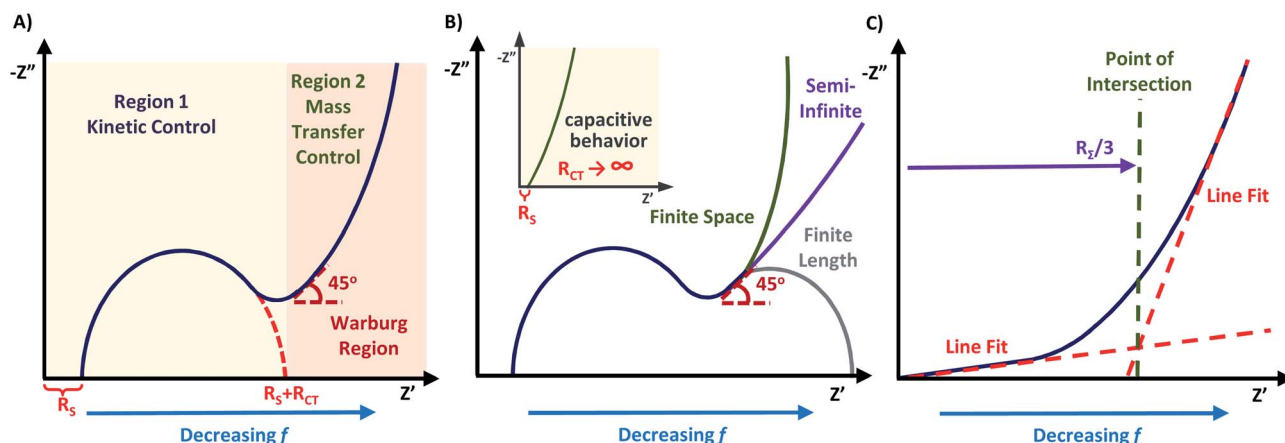 A)
-Z"
Region 1
Kinetic Control
Region 2
Mass
Transfer
Control
45°
Warburg
Region
R_S
R_S+R_CT
Z'
Decreasing f
B)
-Z"
-Z"
capacitive
behavior
R_CT → ∞
Z'
R_S
Semi-
Infinite
Finite Space
Finite
Length
45°
Z'
Decreasing f
C)
-Z"
Point of
Intersection
R_Σ/3
Line Fit
Line Fit
Z'
Decreasing f